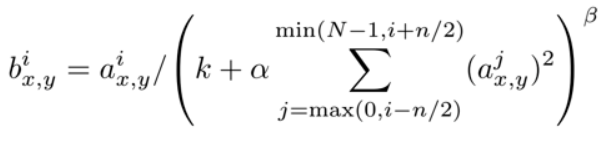 b^i_{x,y} = a^i_{x,y} / \left( k + \alpha \sum_{j=\max(0,i-n/2)}^{\min(N-1,i+n/2)} (a^j_{x,y})^2 \right)^\beta